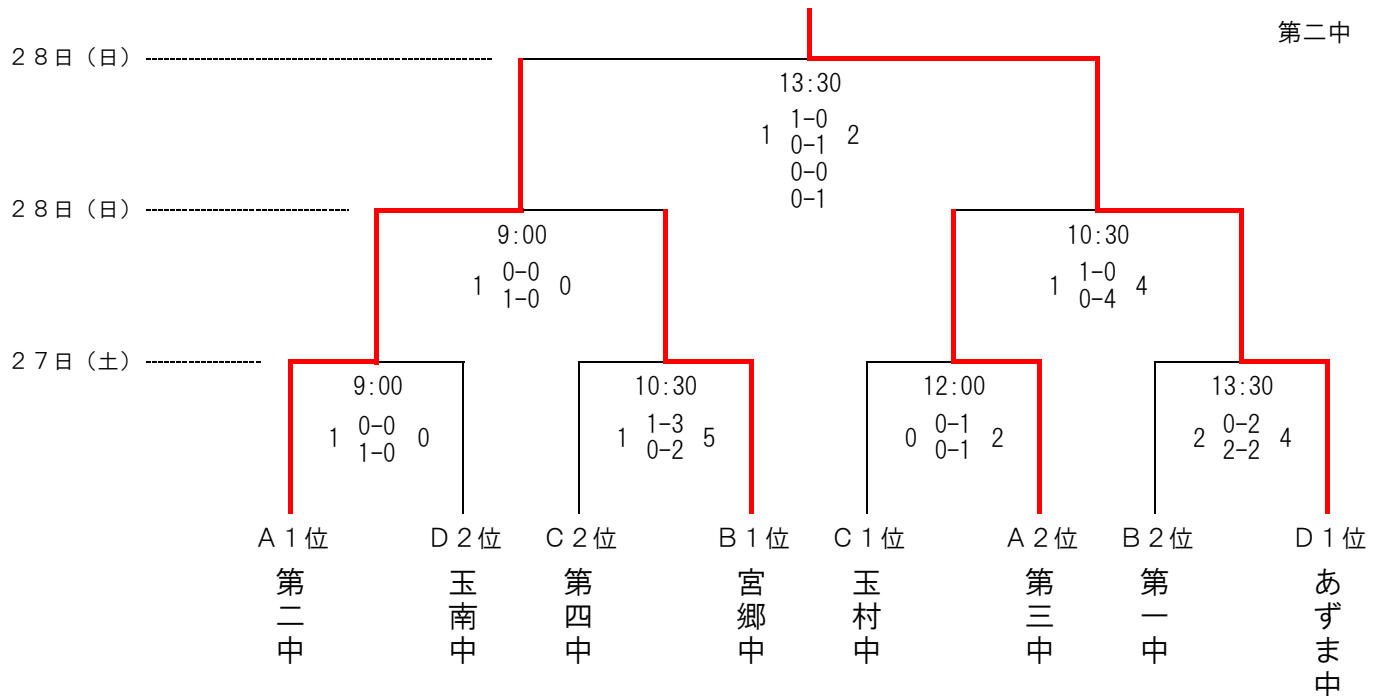 第二中
２８日（日）
13:30
1 1-0 2
0-1
0-0
0-1
２８日（日）
9:00
10:30
1 0-0 0
1-0
1 1-0 4
0-4
２７日（土）
9:00
10:30
12:00
13:30
1 0-0 0
1-0
1 1-3 5
0-2
0 0-1 2
0-1
2 0-2 4
2-2
Ａ１位
Ｄ２位
Ｃ２位
Ｂ１位
Ｃ１位
Ａ２位
Ｂ２位
Ｄ１位
第二中
玉南中
第四中
宮郷中
玉村中
第三中
第一中
あずま中